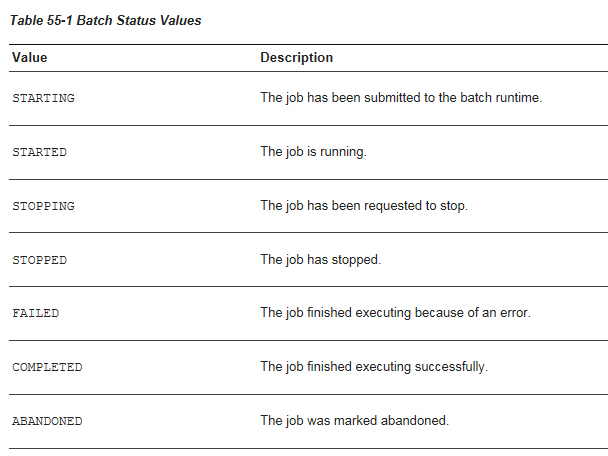 Table 55-1 Batch Status Values
Value Description
STARTING The job has been submitted to the batch runtime.
STARTED The job is running.
STOPPING The job has been requested to stop.
STOPPED The job has stopped.
FAILED The job finished executing because of an error.
COMPLETED The job finished executing successfully.
ABANDONED The job was marked abandoned.